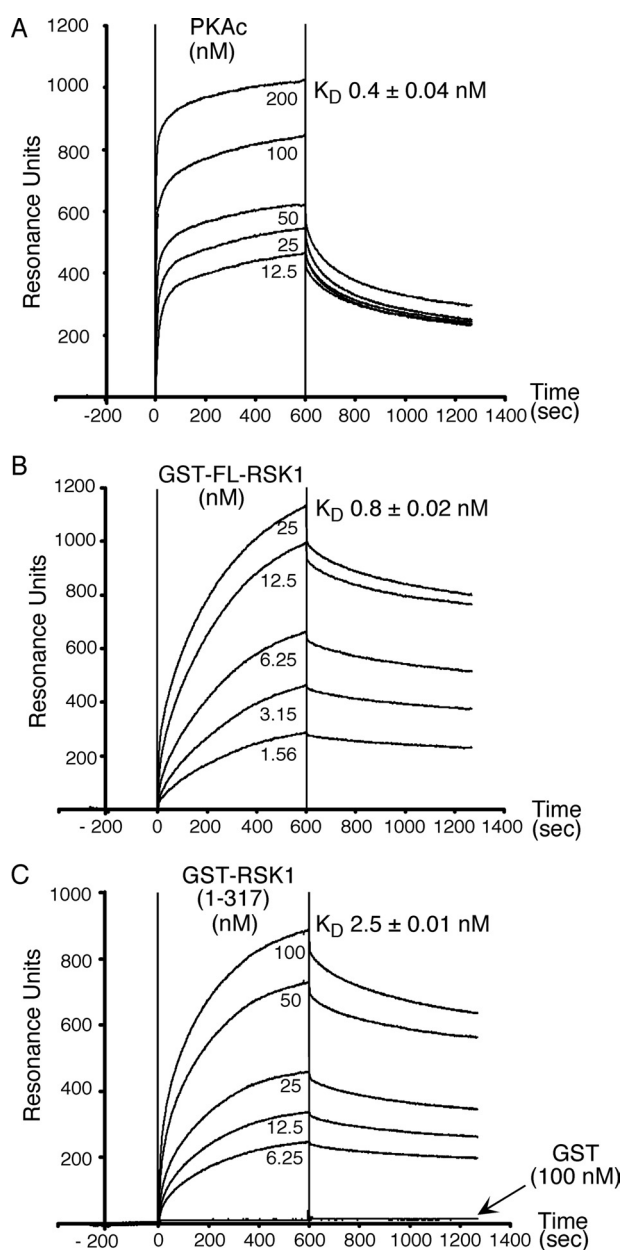 A
PKAc
(nM)
1200
1000
800
600
400
200
Resonance Units
200
100
50
25
12.5
KD 0.4 ± 0.04 nM
-200 0 200 400 600 800 1000 1200 1400
Time
(sec)
B
GST-FL-RSK1
(nM)
1200
1000
800
600
400
200
Resonance Units
25
12.5
6.25
3.15
1.56
KD 0.8 ± 0.02 nM
- 200 0 200 400 600 800 1000 1200 1400
Time
(sec)
C
GST-RSK1
(1-317)
(nM)
1000
800
600
400
200
Resonance Units
100
50
25
12.5
6.25
KD 2.5 ± 0.01 nM
GST
(100 nM)
- 200 0 200 400 600 800 1000 1200 1400
Time
(sec)